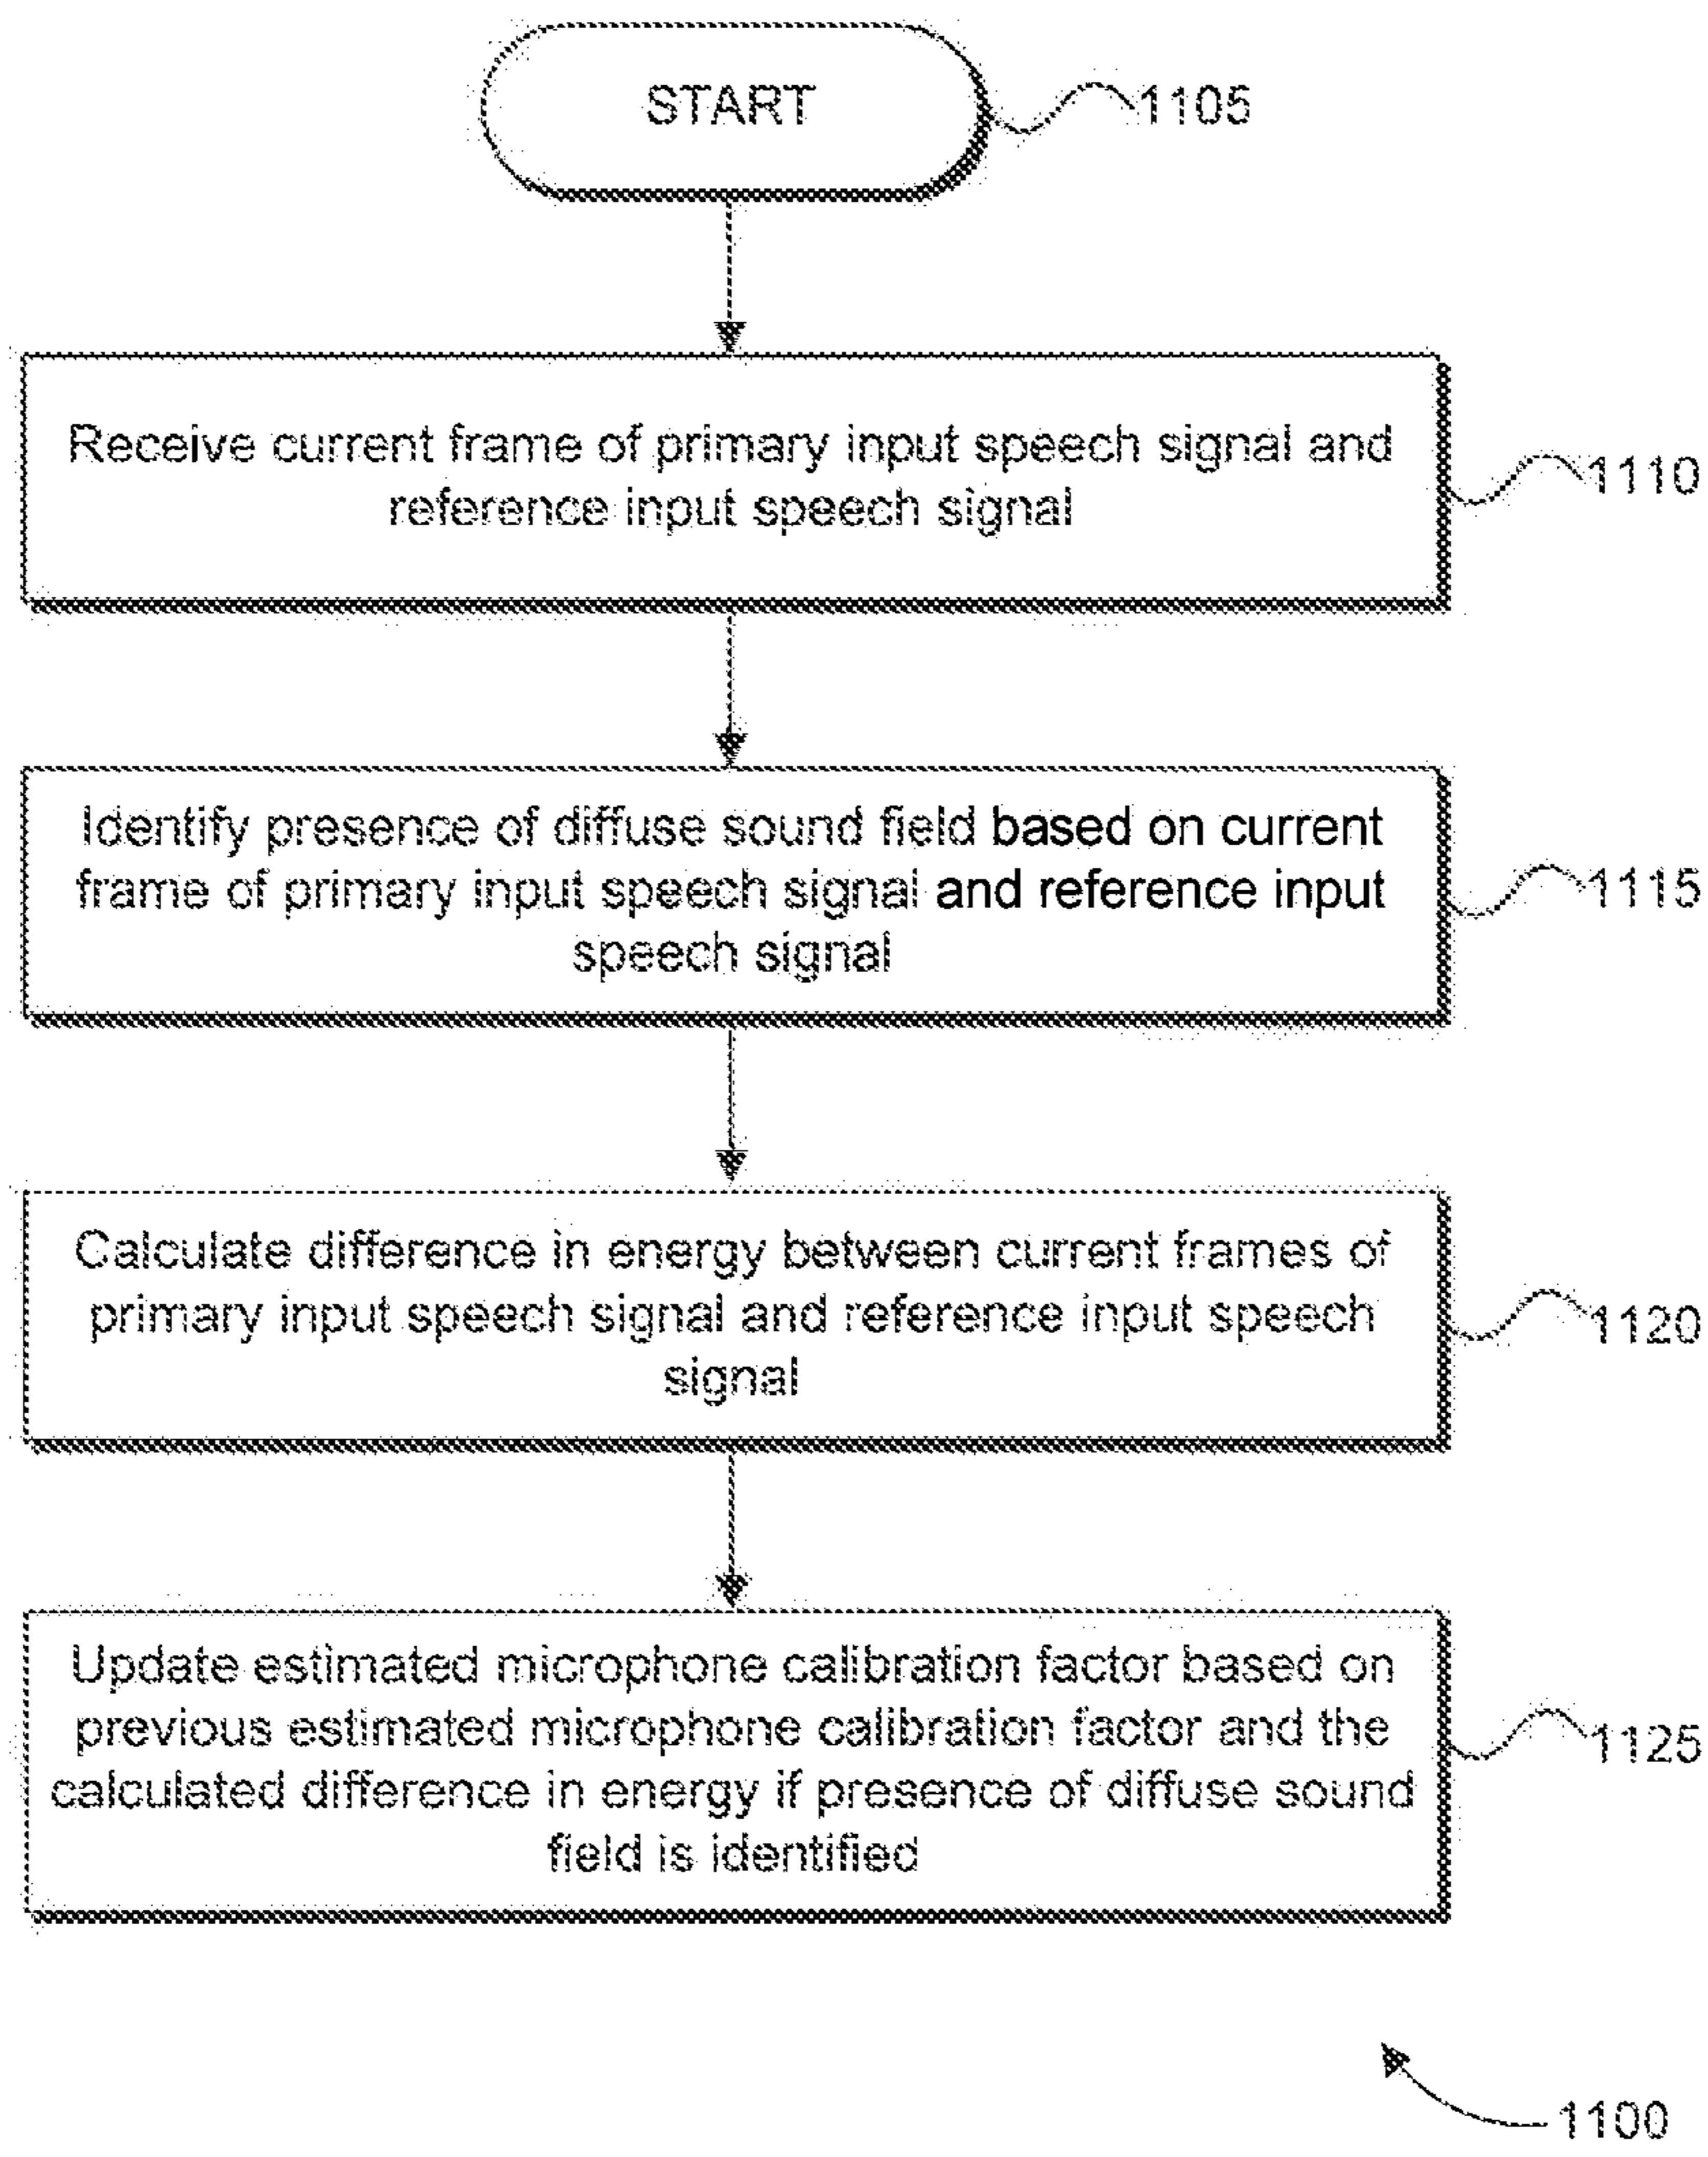 START
1105
Receive current frame of primary input speech signal and
reference input speech signal
1110
Identify presence of diffuse sound field based on current
frame of primary input speech signal and reference input
speech signal
1115
Calculate difference in energy between current frames of
primary input speech signal and reference input speech
signal
1120
Update estimated microphone calibration factor based on
previous estimated microphone calibration factor and the
calculated difference in energy if presence of diffuse sound
field is identified
1125
1100